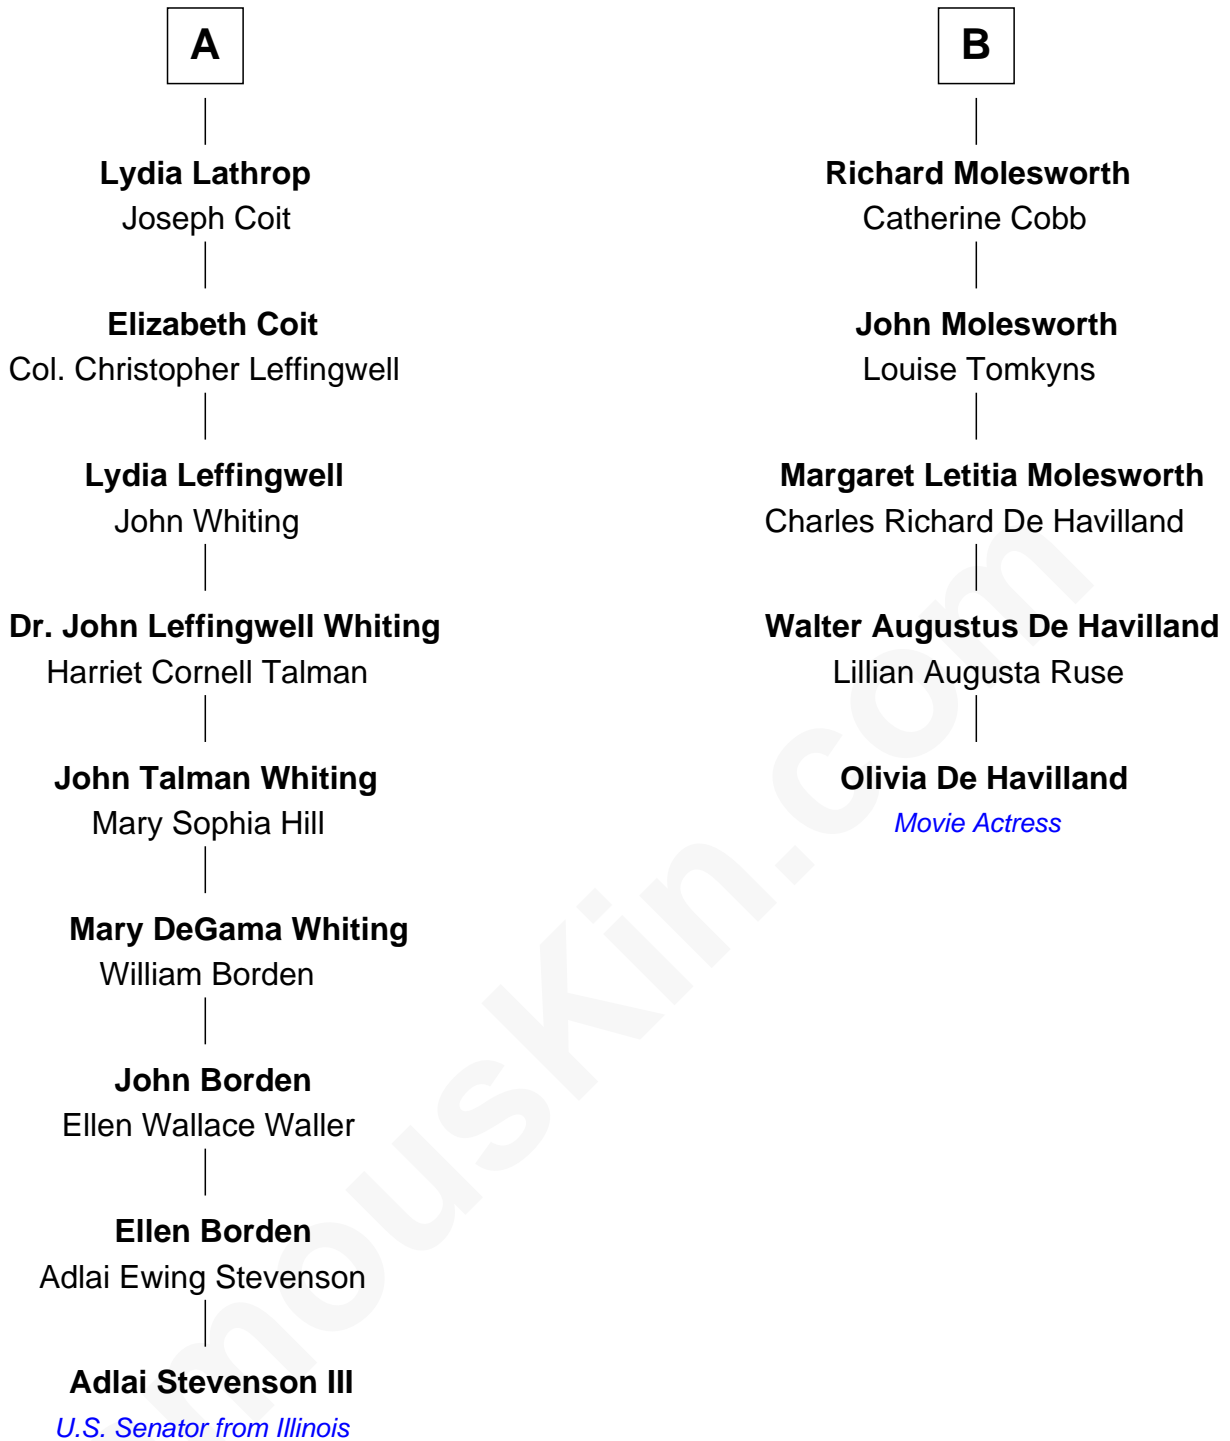 A
Lydia Lathrop
Joseph Coit
Elizabeth Coit
Col. Christopher Leffingwell
Lydia Leffingwell
John Whiting
Dr. John Leffingwell Whiting
Harriet Cornell Talman
John Talman Whiting
Mary Sophia Hill
Mary DeGama Whiting
William Borden
John Borden
Ellen Wallace Waller
Ellen Borden
Adlai Ewing Stevenson
Adlai Stevenson III
U.S. Senator from Illinois
B
Richard Molesworth
Catherine Cobb
John Molesworth
Louise Tomkyns
Margaret Letitia Molesworth
Charles Richard De Havilland
Walter Augustus De Havilland
Lillian Augusta Ruse
Olivia De Havilland
Movie Actress
mousKin.com